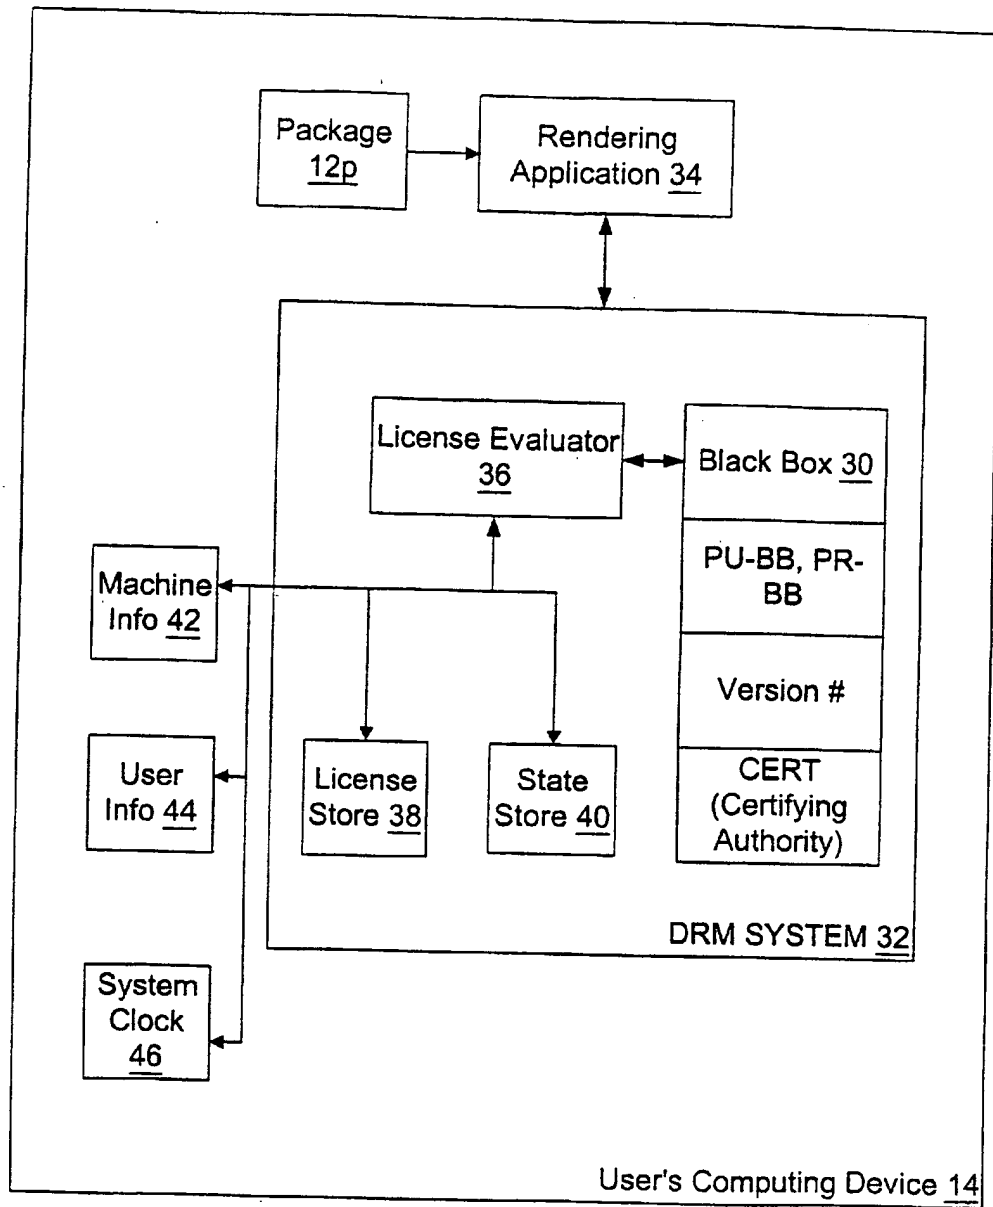 Package
12p
Rendering
Application 34
License Evaluator
36
Black Box 30
PU-BB, PR-
BB
Version #
CERT
(Certifying
Authority)
Machine
Info 42
User
Info 44
License
Store 38
State
Store 40
DRM SYSTEM 32
System
Clock
46
User's Computing Device 14